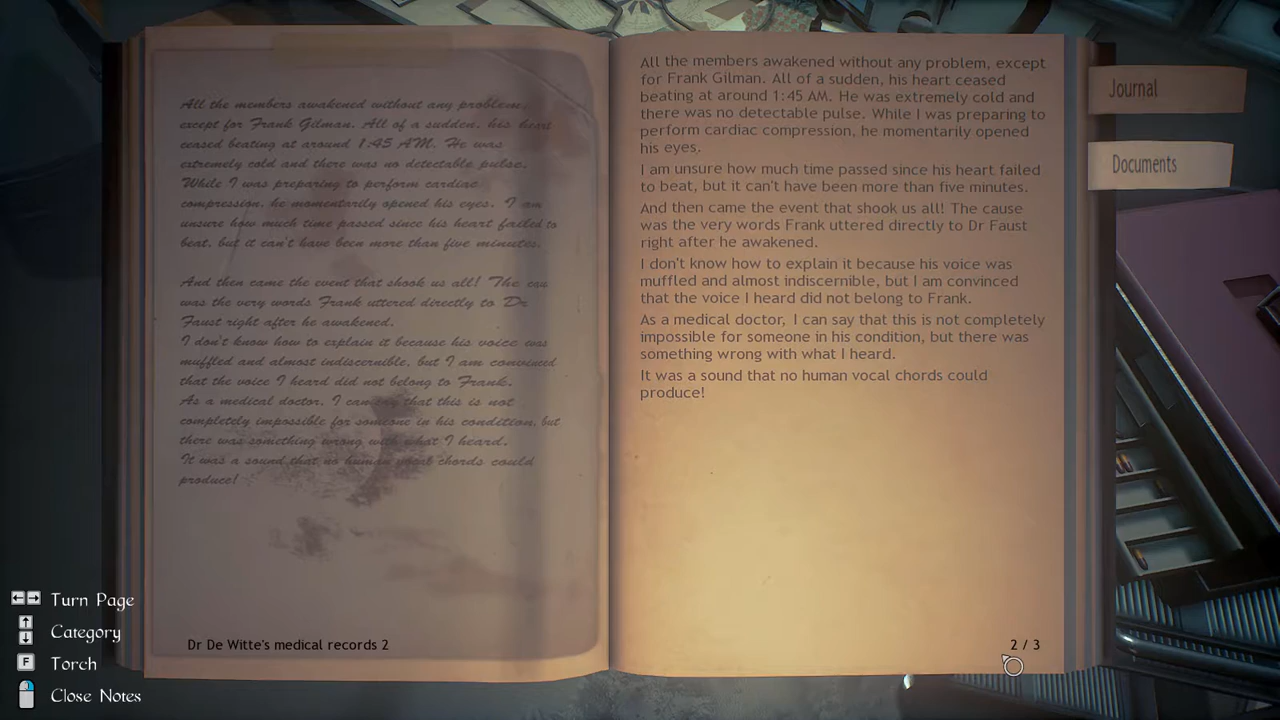 All the members awakened without any problem,
except for Frank Gilman. All of a sudden, his heart
ceased beating at around 1:45 AM. He was
extremely cold and there was no detectable pulse.
While I was preparing to perform cardiac
compression, he momentarily opened his eyes. I am
unsure how much time passed since his heart failed to
beat, but it can't have been more than five minutes.
And then came the event that shook us all! The cau
was the very words Frank uttered directly to Dr
Faust right after he awakened.
I don't know how to explain it because his voice was
muffled and almost indiscernible, but I am convinced
that the voice I heard did not belong to Frank.
As a medical doctor, I can say that this is not
completely impossible for someone in his condition, but
there was something wrong with what I heard.
It was a sound that no human vocal chords could
produce!
Dr De Witte's medical records 2
All the members awakened without any problem, except
for Frank Gilman. All of a sudden, his heart ceased
beating at around 1:45 AM. He was extremely cold and
there was no detectable pulse. While I was preparing to
perform cardiac compression, he momentarily opened
his eyes.
I am unsure how much time passed since his heart failed
to beat, but it can't have been more than five minutes.
And then came the event that shook us all! The cause
was the very words Frank uttered directly to Dr Faust
right after he awakened.
I don't know how to explain it because his voice was
muffled and almost indiscernible, but I am convinced
that the voice I heard did not belong to Frank.
As a medical doctor, I can say that this is not completely
impossible for someone in his condition, but there was
something wrong with what I heard.
It was a sound that no human vocal chords could
produce!
2 / 3
Journal
Documents
Turn Page
Category
F Torch
Close Notes